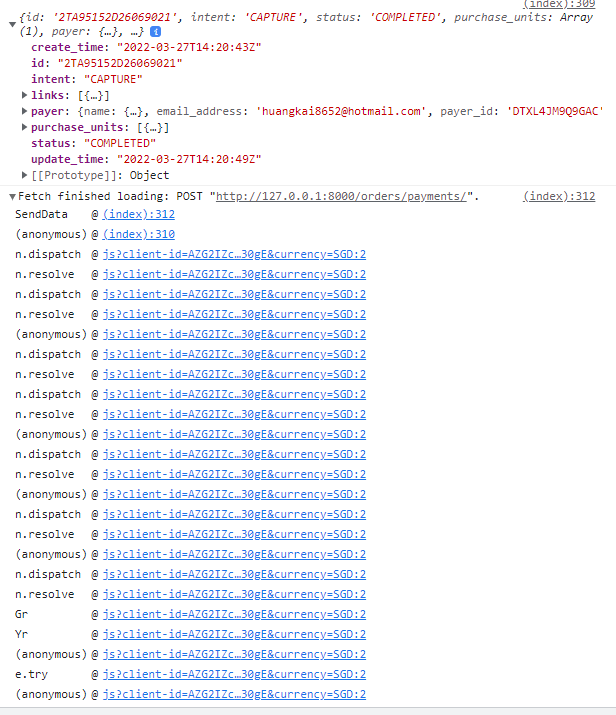 (index):309
{id: '2TA95152D26069021', intent: 'CAPTURE', status: 'COMPLETED', purchase_units: Array
(1), payer: {…}, …} i
create_time: "2022-03-27T14:20:43Z"
id: "2TA95152D26069021"
intent: "CAPTURE"
links: [{…}]
payer: {name: {…}, email_address: 'huangkai8652@hotmail.com', payer_id: 'DTXL4JM9Q9GAC'
purchase_units: [{…}]
status: "COMPLETED"
update_time: "2022-03-27T14:20:49Z"
[[Prototype]]: Object
Fetch finished loading: POST "http://127.0.0.1:8000/orders/payments/". (index):312
SendData @ (index):312
(anonymous) @ (index):310
n.dispatch @ js?client-id=AZG2IZc…30gE&currency=SGD:2
n.resolve @ js?client-id=AZG2IZc…30gE&currency=SGD:2
n.dispatch @ js?client-id=AZG2IZc…30gE&currency=SGD:2
n.resolve @ js?client-id=AZG2IZc…30gE&currency=SGD:2
(anonymous) @ js?client-id=AZG2IZc…30gE&currency=SGD:2
n.dispatch @ js?client-id=AZG2IZc…30gE&currency=SGD:2
n.resolve @ js?client-id=AZG2IZc…30gE&currency=SGD:2
n.dispatch @ js?client-id=AZG2IZc…30gE&currency=SGD:2
n.resolve @ js?client-id=AZG2IZc…30gE&currency=SGD:2
(anonymous) @ js?client-id=AZG2IZc…30gE&currency=SGD:2
n.dispatch @ js?client-id=AZG2IZc…30gE&currency=SGD:2
n.resolve @ js?client-id=AZG2IZc…30gE&currency=SGD:2
(anonymous) @ js?client-id=AZG2IZc…30gE&currency=SGD:2
n.dispatch @ js?client-id=AZG2IZc…30gE&currency=SGD:2
n.resolve @ js?client-id=AZG2IZc…30gE&currency=SGD:2
(anonymous) @ js?client-id=AZG2IZc…30gE&currency=SGD:2
n.dispatch @ js?client-id=AZG2IZc…30gE&currency=SGD:2
n.resolve @ js?client-id=AZG2IZc…30gE&currency=SGD:2
Gr @ js?client-id=AZG2IZc…30gE&currency=SGD:2
Yr @ js?client-id=AZG2IZc…30gE&currency=SGD:2
(anonymous) @ js?client-id=AZG2IZc…30gE&currency=SGD:2
e.try @ js?client-id=AZG2IZc…30gE&currency=SGD:2
(anonymous) @ js?client-id=AZG2IZc…30gE&currency=SGD:2